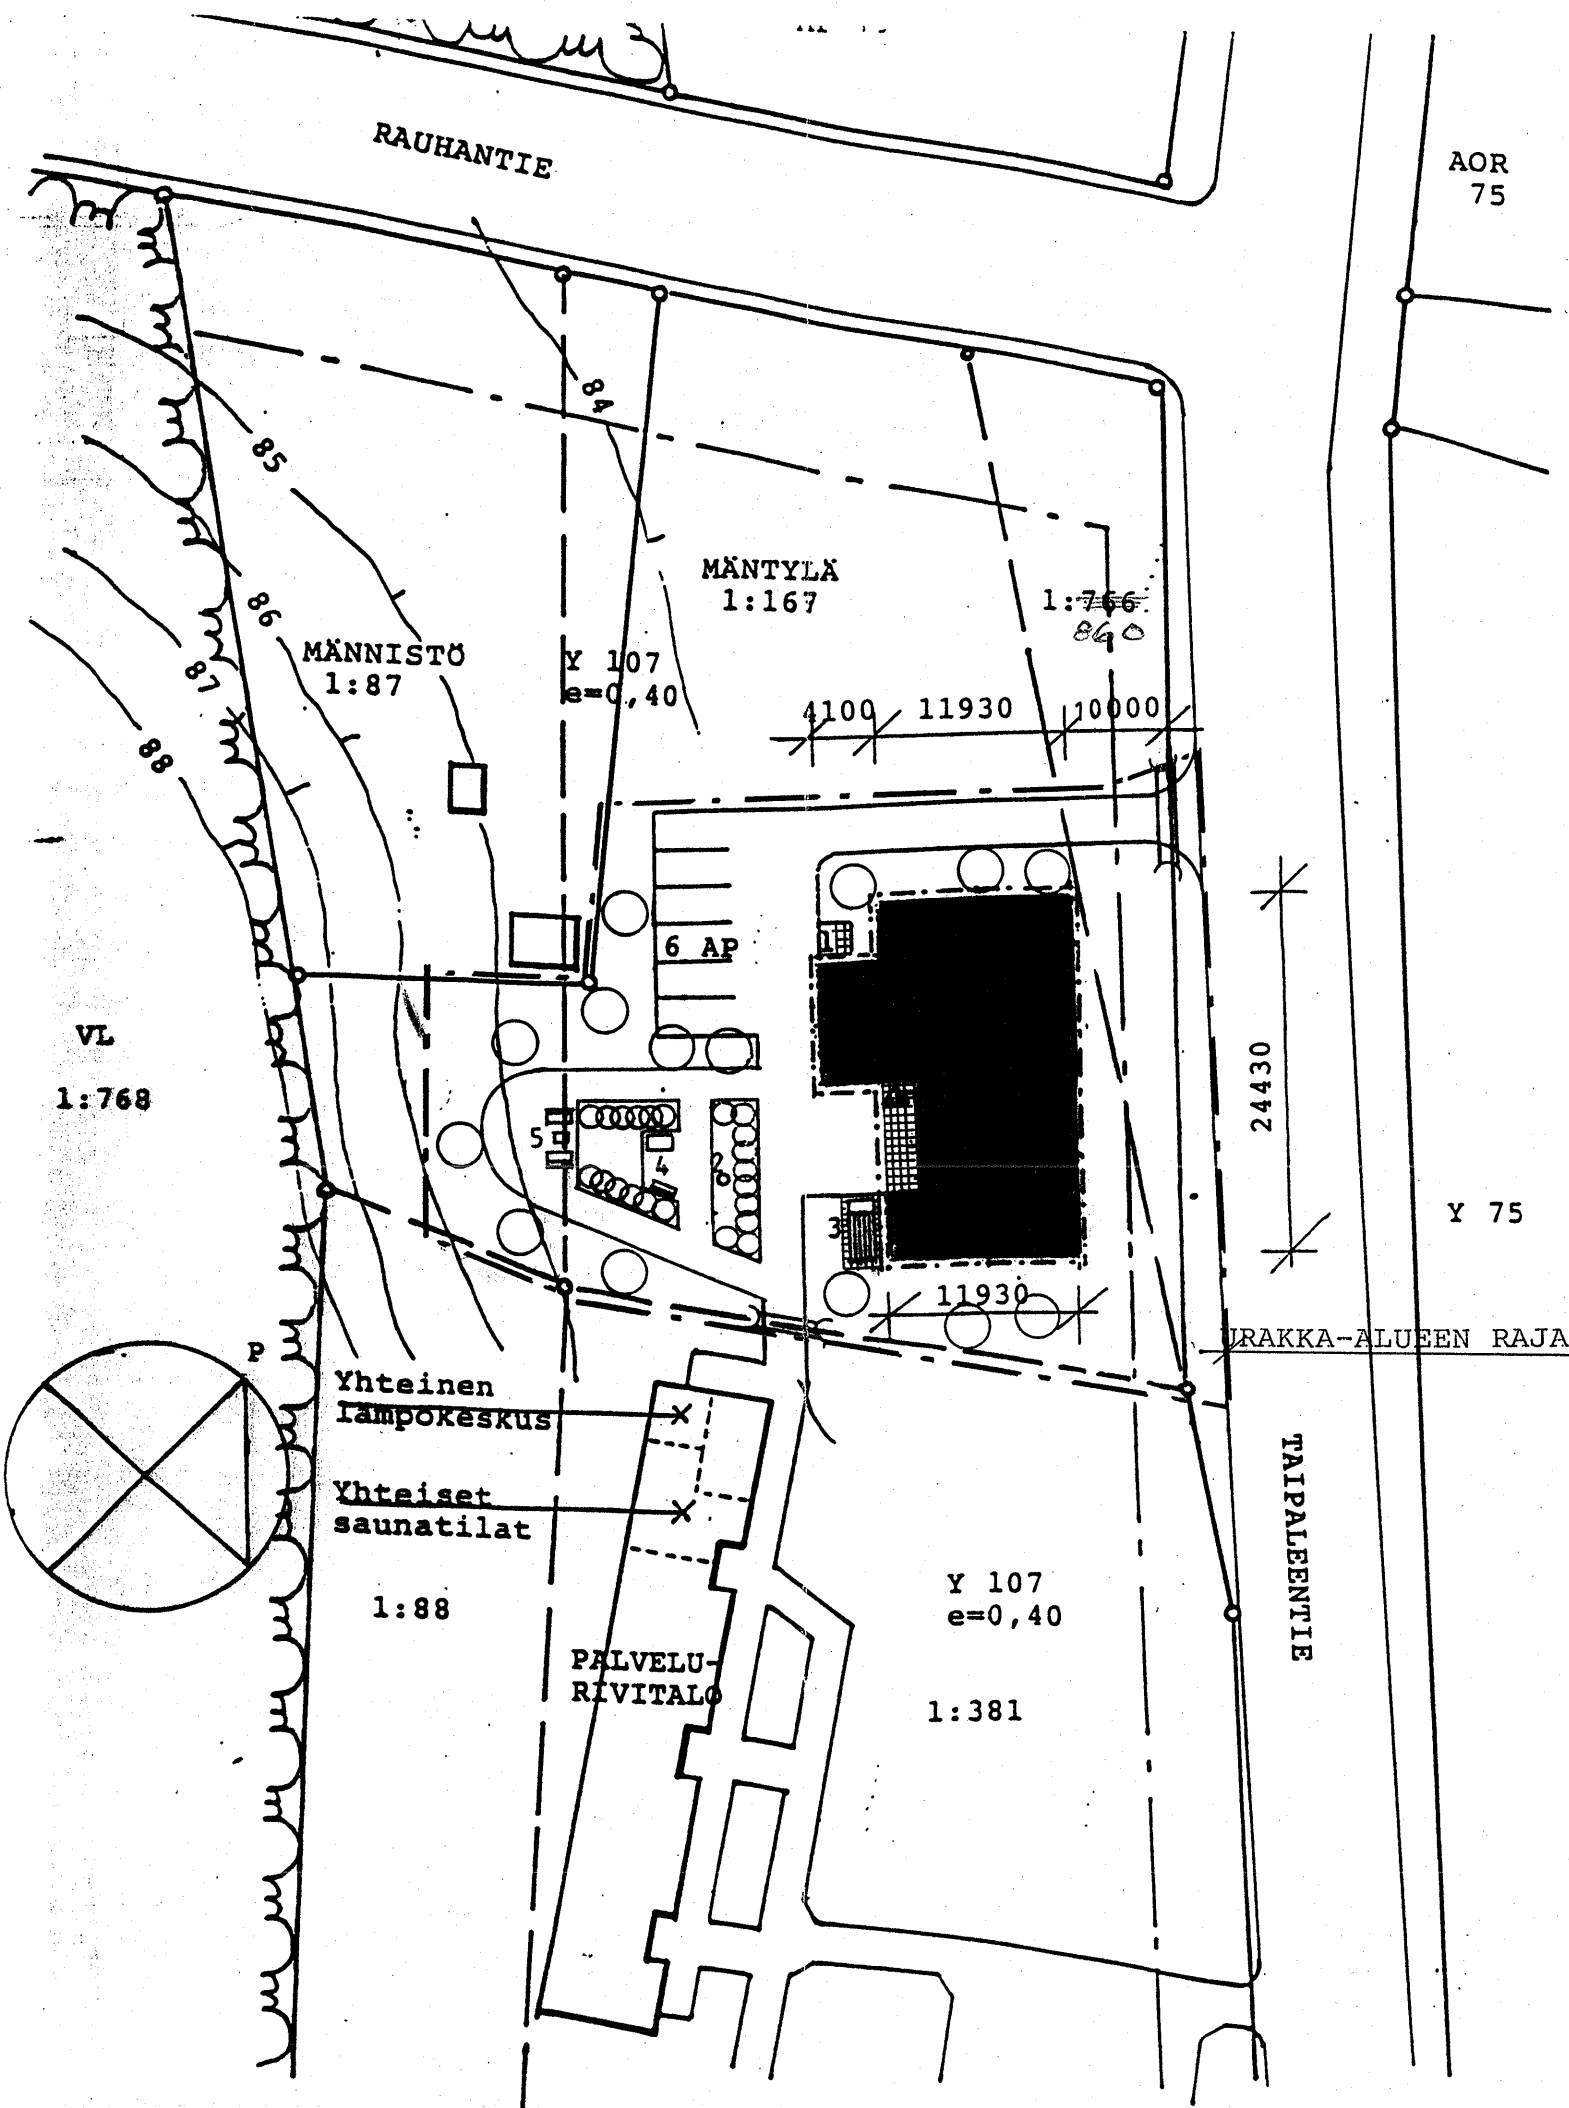 RAUHANTIE
AOR
75
84
85
86
87
88
MÄNTYLÄ
1:167
1:766
860
MÄNNISTÖ
1:87
Y 107
e=0,40
4100
11930
10000
6 AP
1
VL
1:768
24430
5
4
2
3
Y 75
11930
URAKKA-ALUEEN RAJA
P
Yhteinen
lämpökeskus
Yhteiset
saunatilat
TAIPALEENTIE
1:88
Y 107
e=0,40
PALVELU-
RIVITALO
1:381